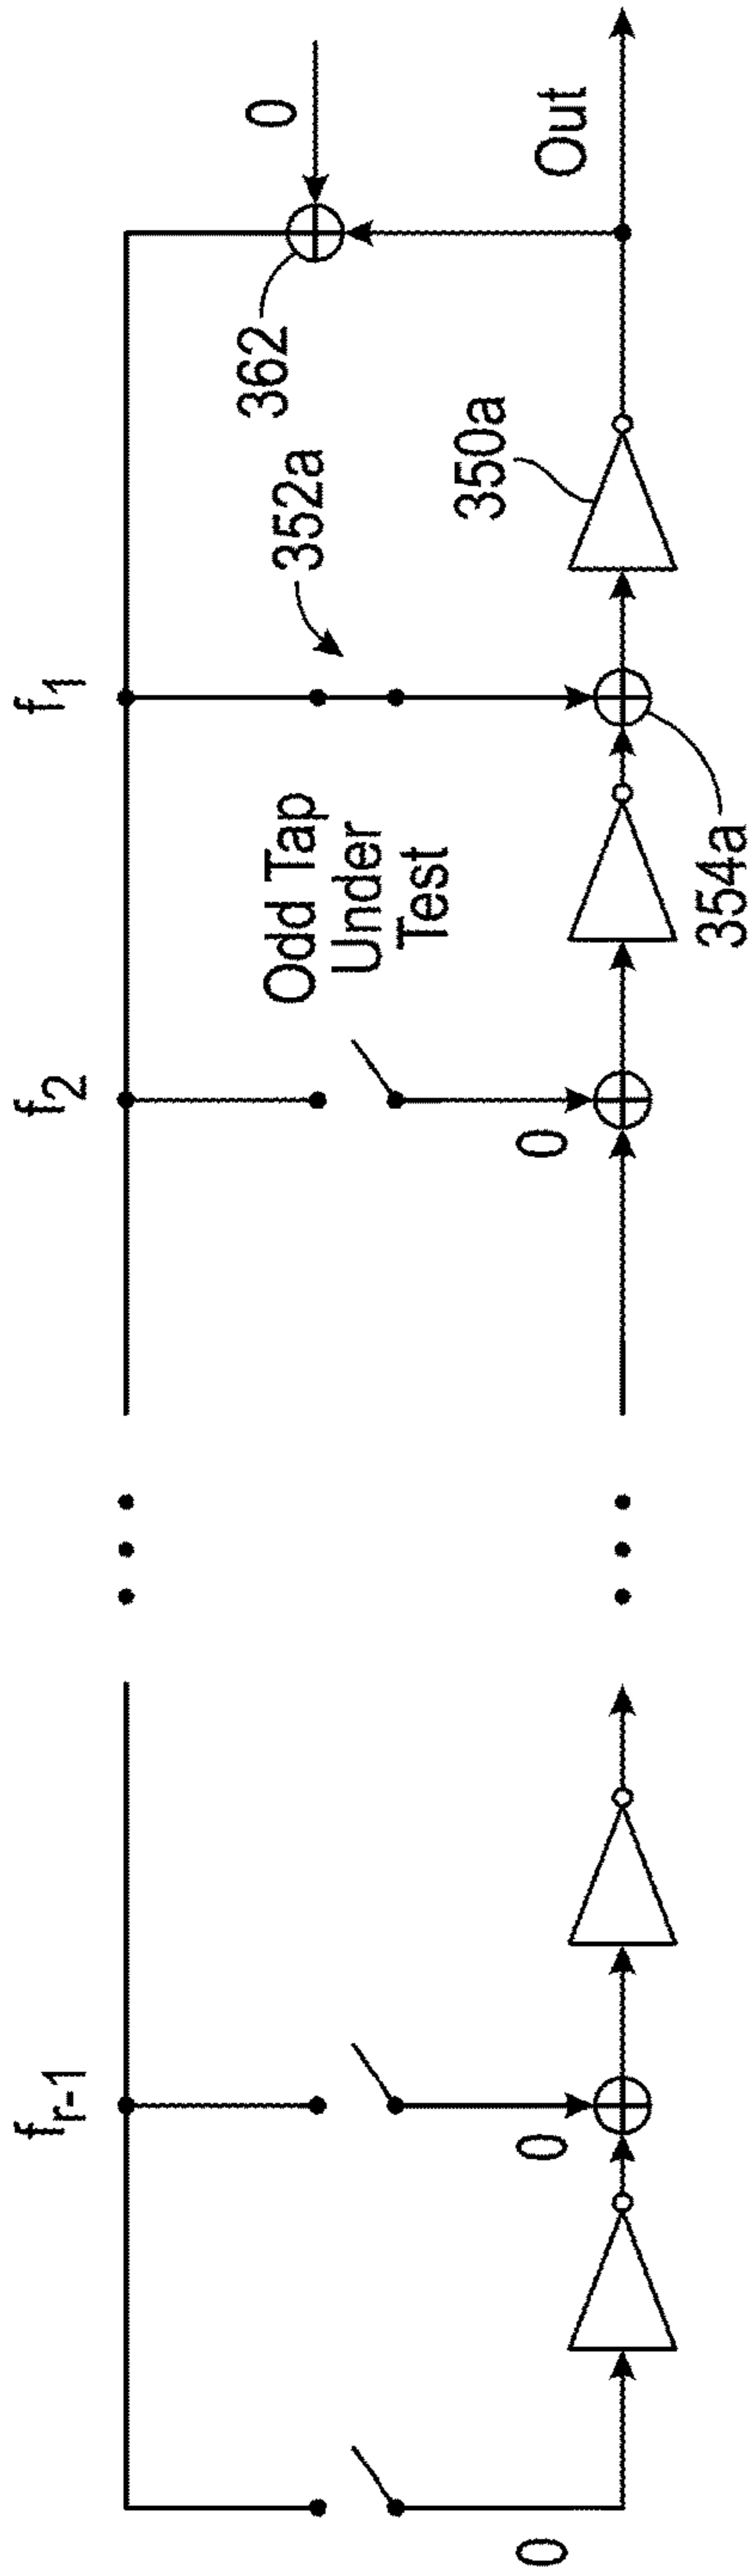 f₁
f₂
fᵣ₋₁
0
362
352a
Odd Tap
Under
Test
350a
354a
Out
0
0
0